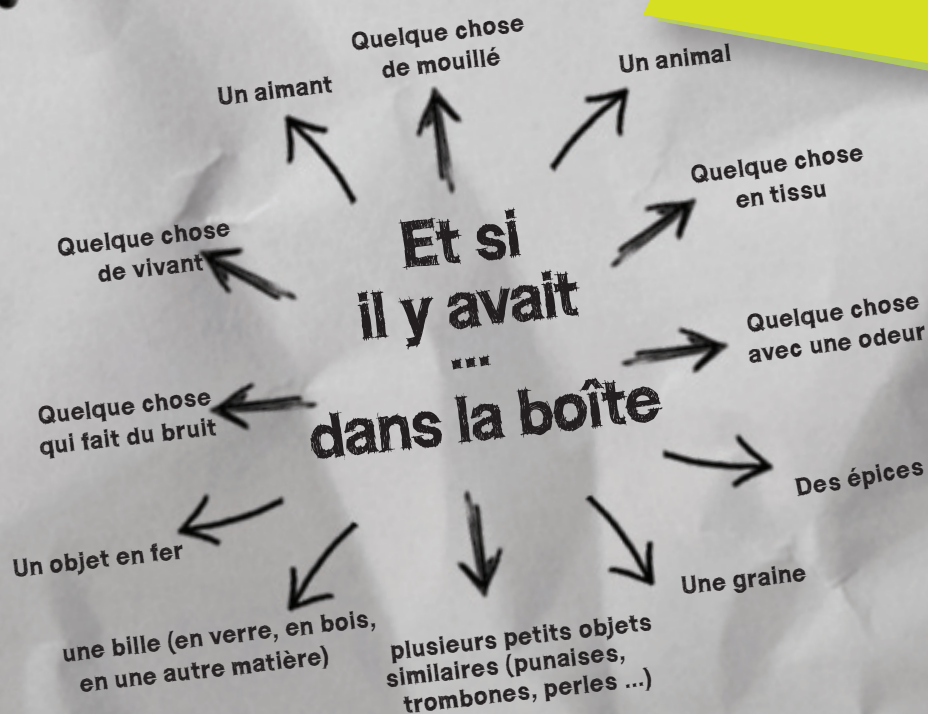 Quelque chose
de mouillé
Un animal
Un aimant
Quelque chose
en tissu
Quelque chose
de vivant
Et si
il y avait
...
dans la boîte
Quelque chose
avec une odeur
Quelque chose
qui fait du bruit
Des épices
Un objet en fer
Une graine
une bille (en verre, en bois,
en une autre matière)
plusieurs petits objets
similaires (punaises,
trombones, perles ...)